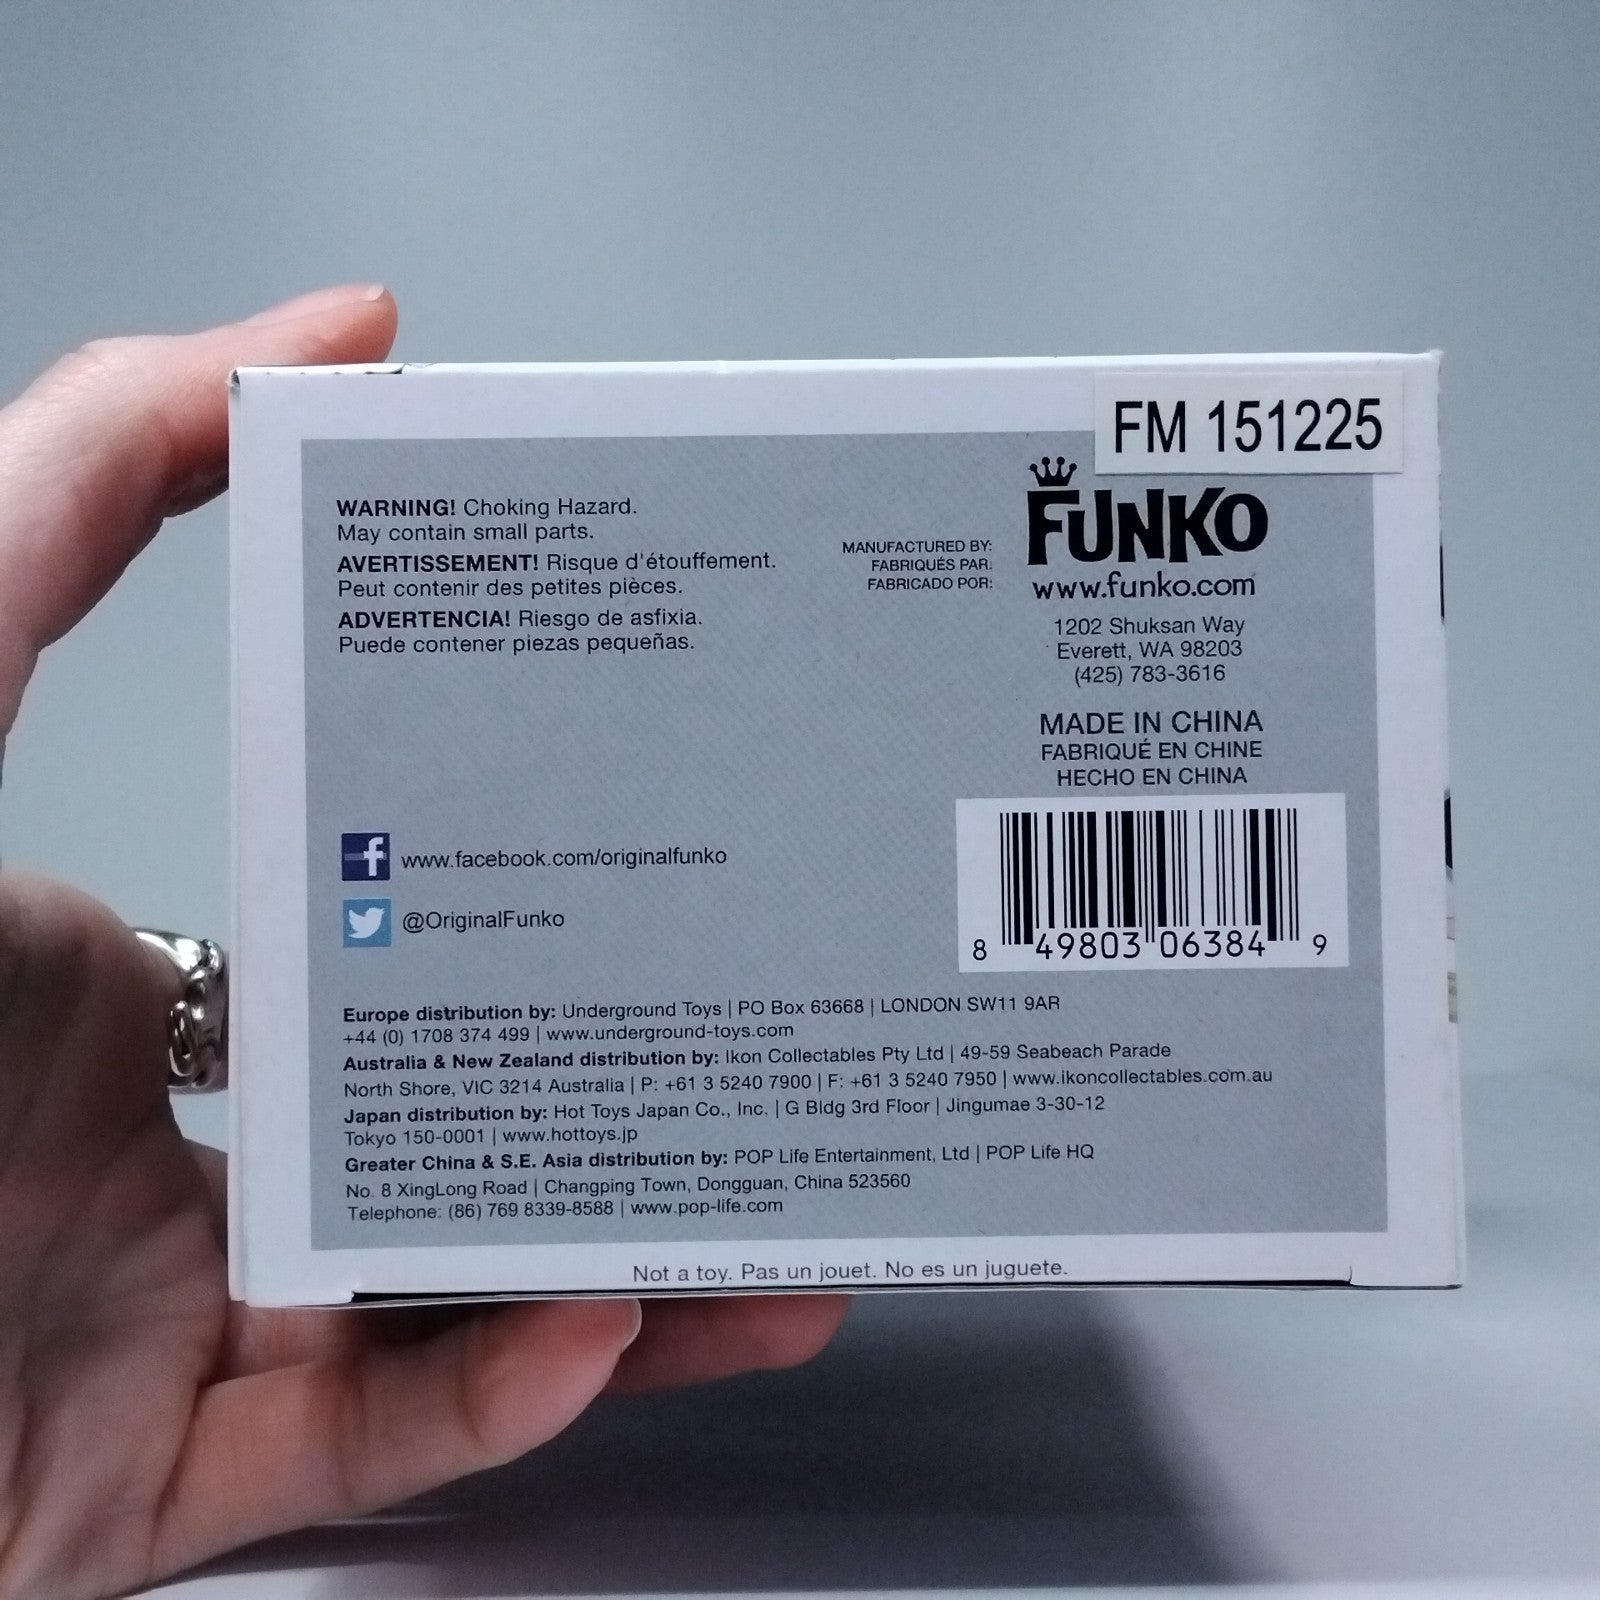 FM 151225
WARNING! Choking Hazard.
May contain small parts.
AVERTISSEMENT! Risque d'étouffement.
Peut contenir des petites pièces.
ADVERTENCIA! Riesgo de asfixia.
Puede contener piezas pequeñas.
MANUFACTURED BY:
FABRIQUÉS PAR:
FABRICADO POR:
FUNKO
www.funko.com
1202 Shuksan Way
Everett, WA 98203
(425) 783-3616
MADE IN CHINA
FABRIQUÉ EN CHINE
HECHO EN CHINA
f www.facebook.com/originalfunko
@OriginalFunko
8 49803 06384 9
Europe distribution by: Underground Toys | PO Box 63668 | LONDON SW11 9AR
+44 (0) 1708 374 499 | www.underground-toys.com
Australia & New Zealand distribution by: Ikon Collectables Pty Ltd | 49-59 Seabeach Parade
North Shore, VIC 3214 Australia | P: +61 3 5240 7900 | F: +61 3 5240 7950 | www.ikoncollectables.com.au
Japan distribution by: Hot Toys Japan Co., Inc. | G Bldg 3rd Floor | Jingumae 3-30-12
Tokyo 150-0001 | www.hottoys.jp
Greater China & S.E. Asia distribution by: POP Life Entertainment, Ltd | POP Life HQ
No. 8 XingLong Road | Changping Town, Dongguan, China 523560
Telephone: (86) 769 8339-8588 | www.pop-life.com
Not a toy. Pas un jouet. No es un juguete.